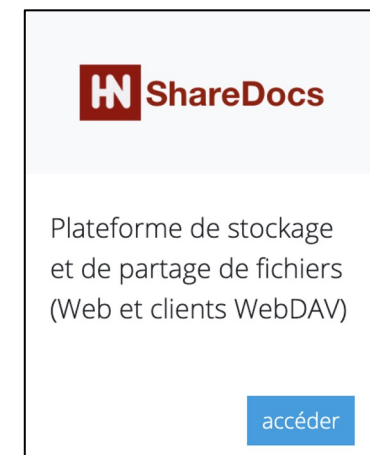 HN ShareDocs
Plateforme de stockage
et de partage de fichiers
(Web et clients WebDAV)
accéder